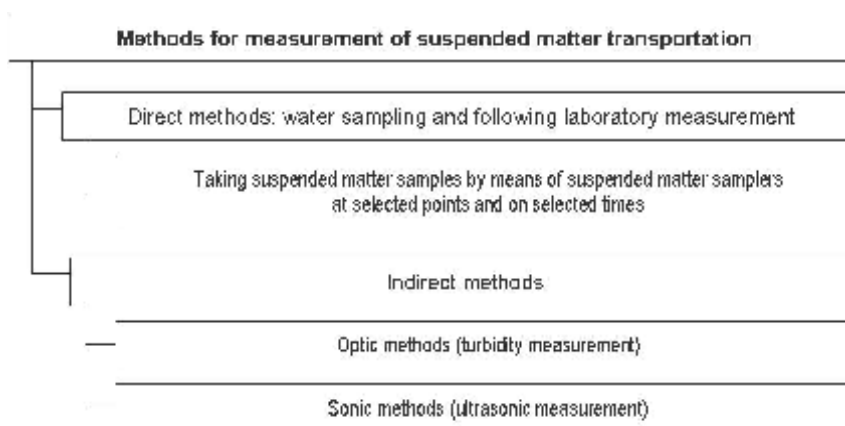 Methods for measurement of suspended matter transportation
Direct methods: water sampling and following laboratory measurement
Taking suspended matter samples by means of suspended matter samplers
at selected points and on selected times
Indirect methods
Optic methods (turbidity measurement)
Sonic methods (ultrasonic measurement)